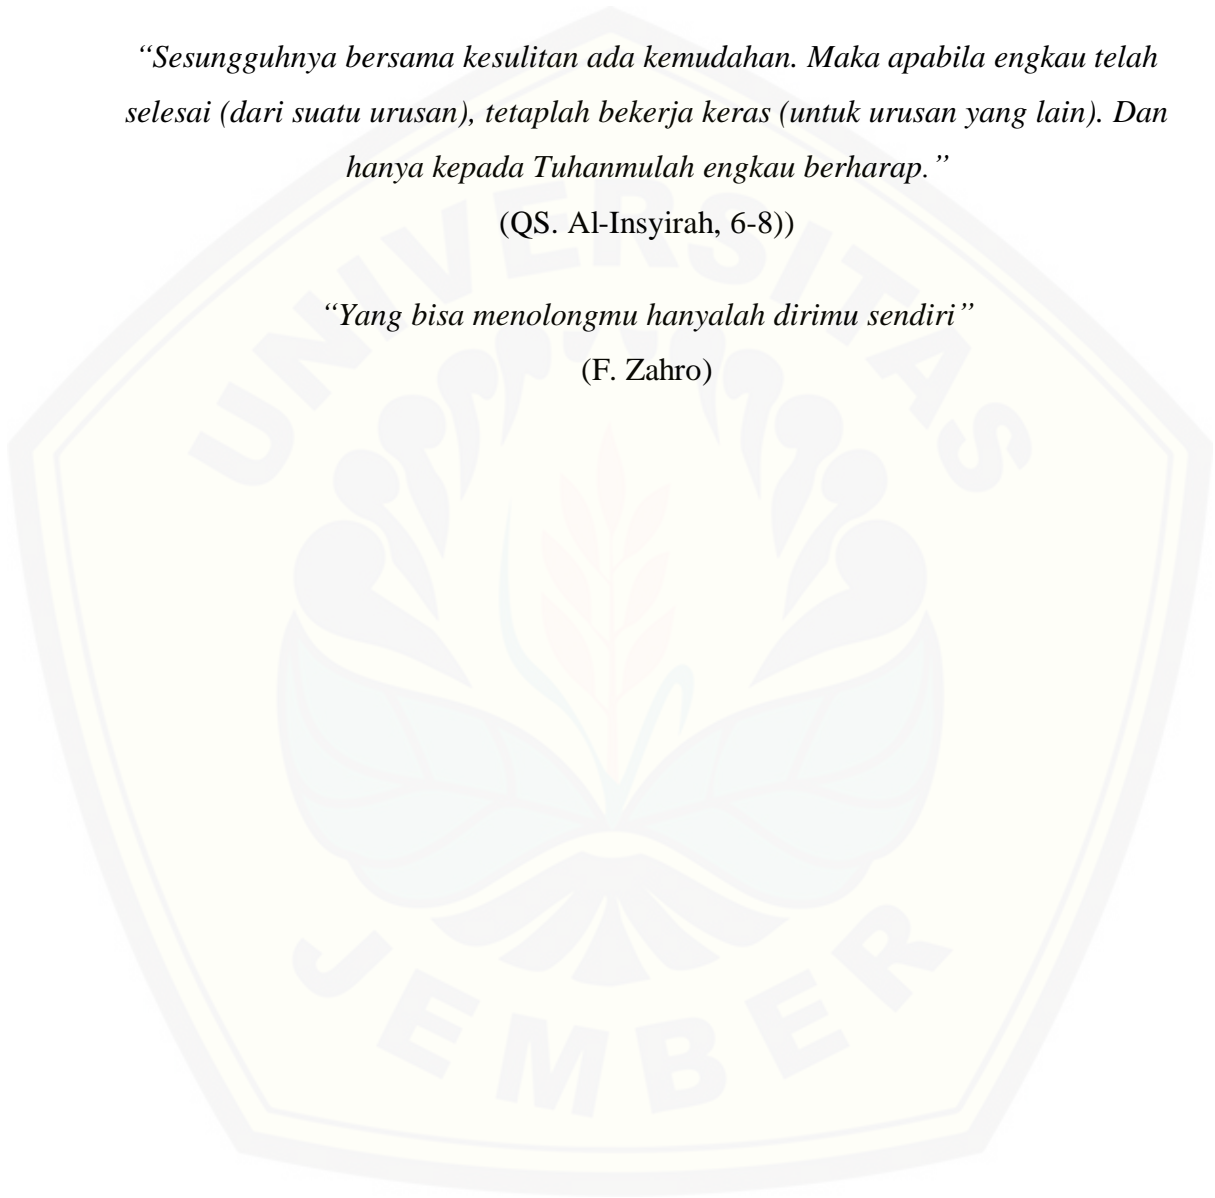 “Sesungguhnya bersama kesulitan ada kemudahan. Maka apabila engkau telah
selesai (dari suatu urusan), tetaplah bekerja keras (untuk urusan yang lain). Dan
hanya kepada Tuhanmulah engkau berharap.”
(QS. Al-Insyirah, 6-8))
“Yang bisa menolongmu hanyalah dirimu sendiri”
(F. Zahro)
UNIVERSITAS
JEMBER